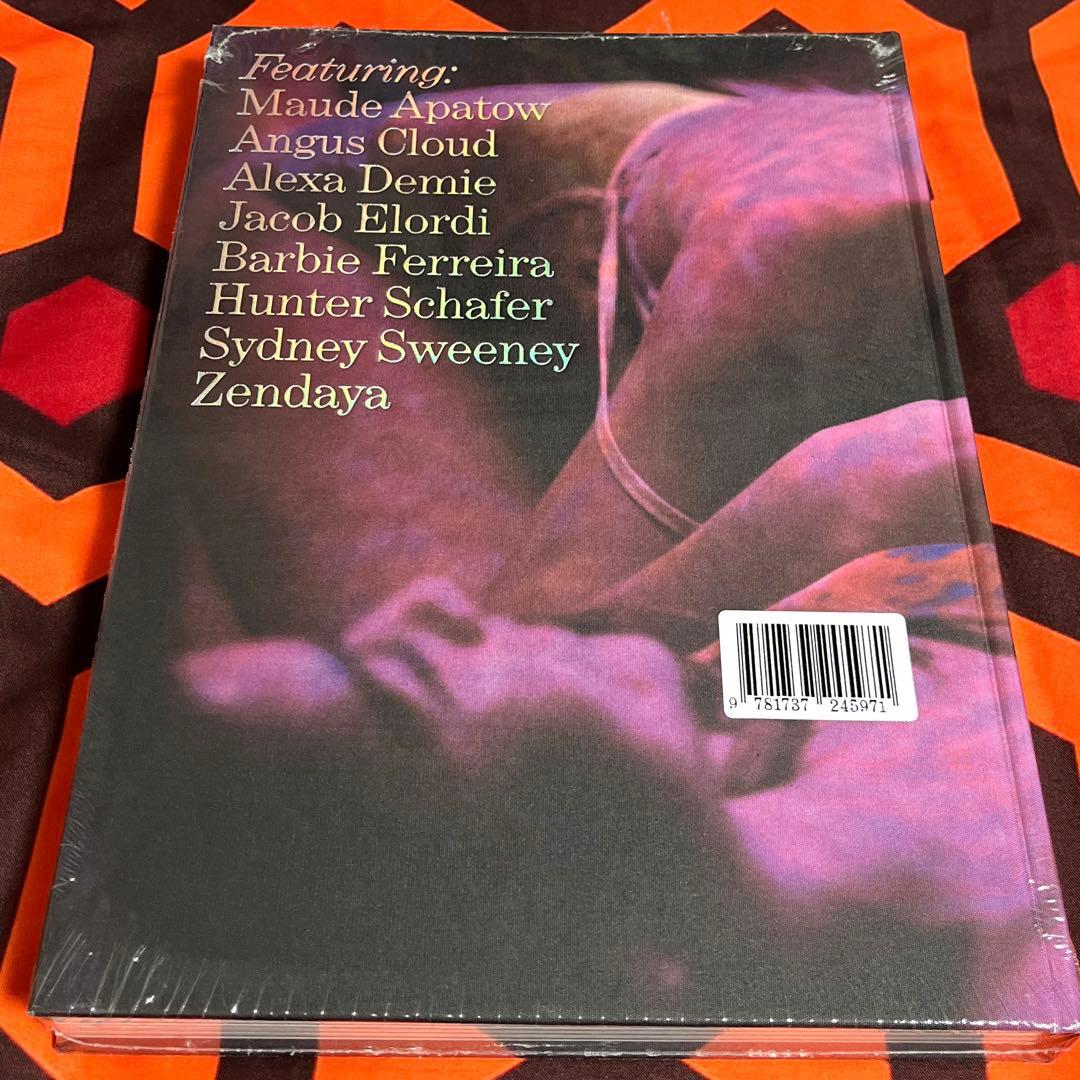 Featuring:
Maude Apatow
Angus Cloud
Alexa Demie
Jacob Elordi
Barbie Ferreira
Hunter Schafer
Sydney Sweeney
Zendaya
9 781737 245971